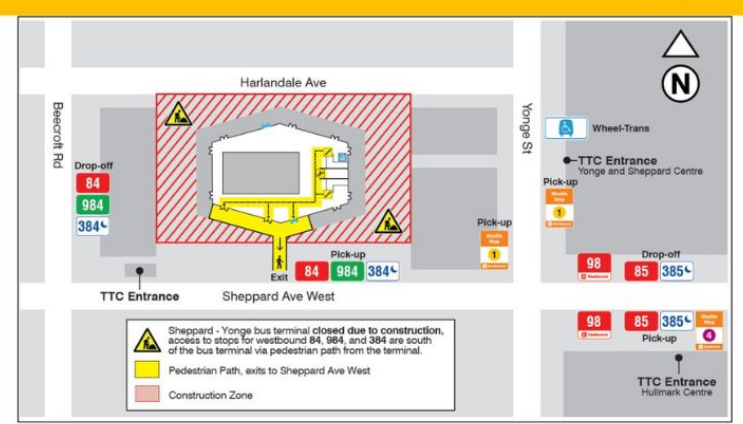 Harlandale Ave
N
Beecroft Rd
Yonge St
Wheel-Trans
TTC Entrance
Yonge and Sheppard Centre
Drop-off
84
984
384
Pick-up
Shuttle
Stop
1
Pick-up
Shuttle
Stop
1
Exit
Pick-up
84 984 384
98
Westbound
Drop-off
85 385
TTC Entrance
Sheppard Ave West
98
Eastbound
85 385
Pick-up
Shuttle
Stop
4
TTC Entrance
Hullmark Centre
Sheppard - Yonge bus terminal closed due to construction,
access to stops for westbound 84, 984, and 384 are south
of the bus terminal via pedestrian path from the terminal.
Pedestrian Path, exits to Sheppard Ave West
Construction Zone